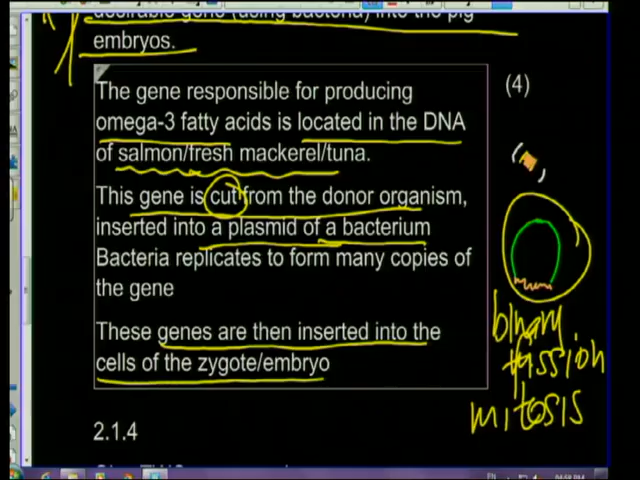 desirable gene (using bacteria) into the pig
embryos.
The gene responsible for producing
omega-3 fatty acids is located in the DNA
of salmon/fresh mackerel/tuna.
(4)
This gene is cut from the donor organism,
inserted into a plasmid of a bacterium
Bacteria replicates to form many copies of
the gene
These genes are then inserted into the
cells of the zygote/embryo
binary
fission
mitosis
2.1.4